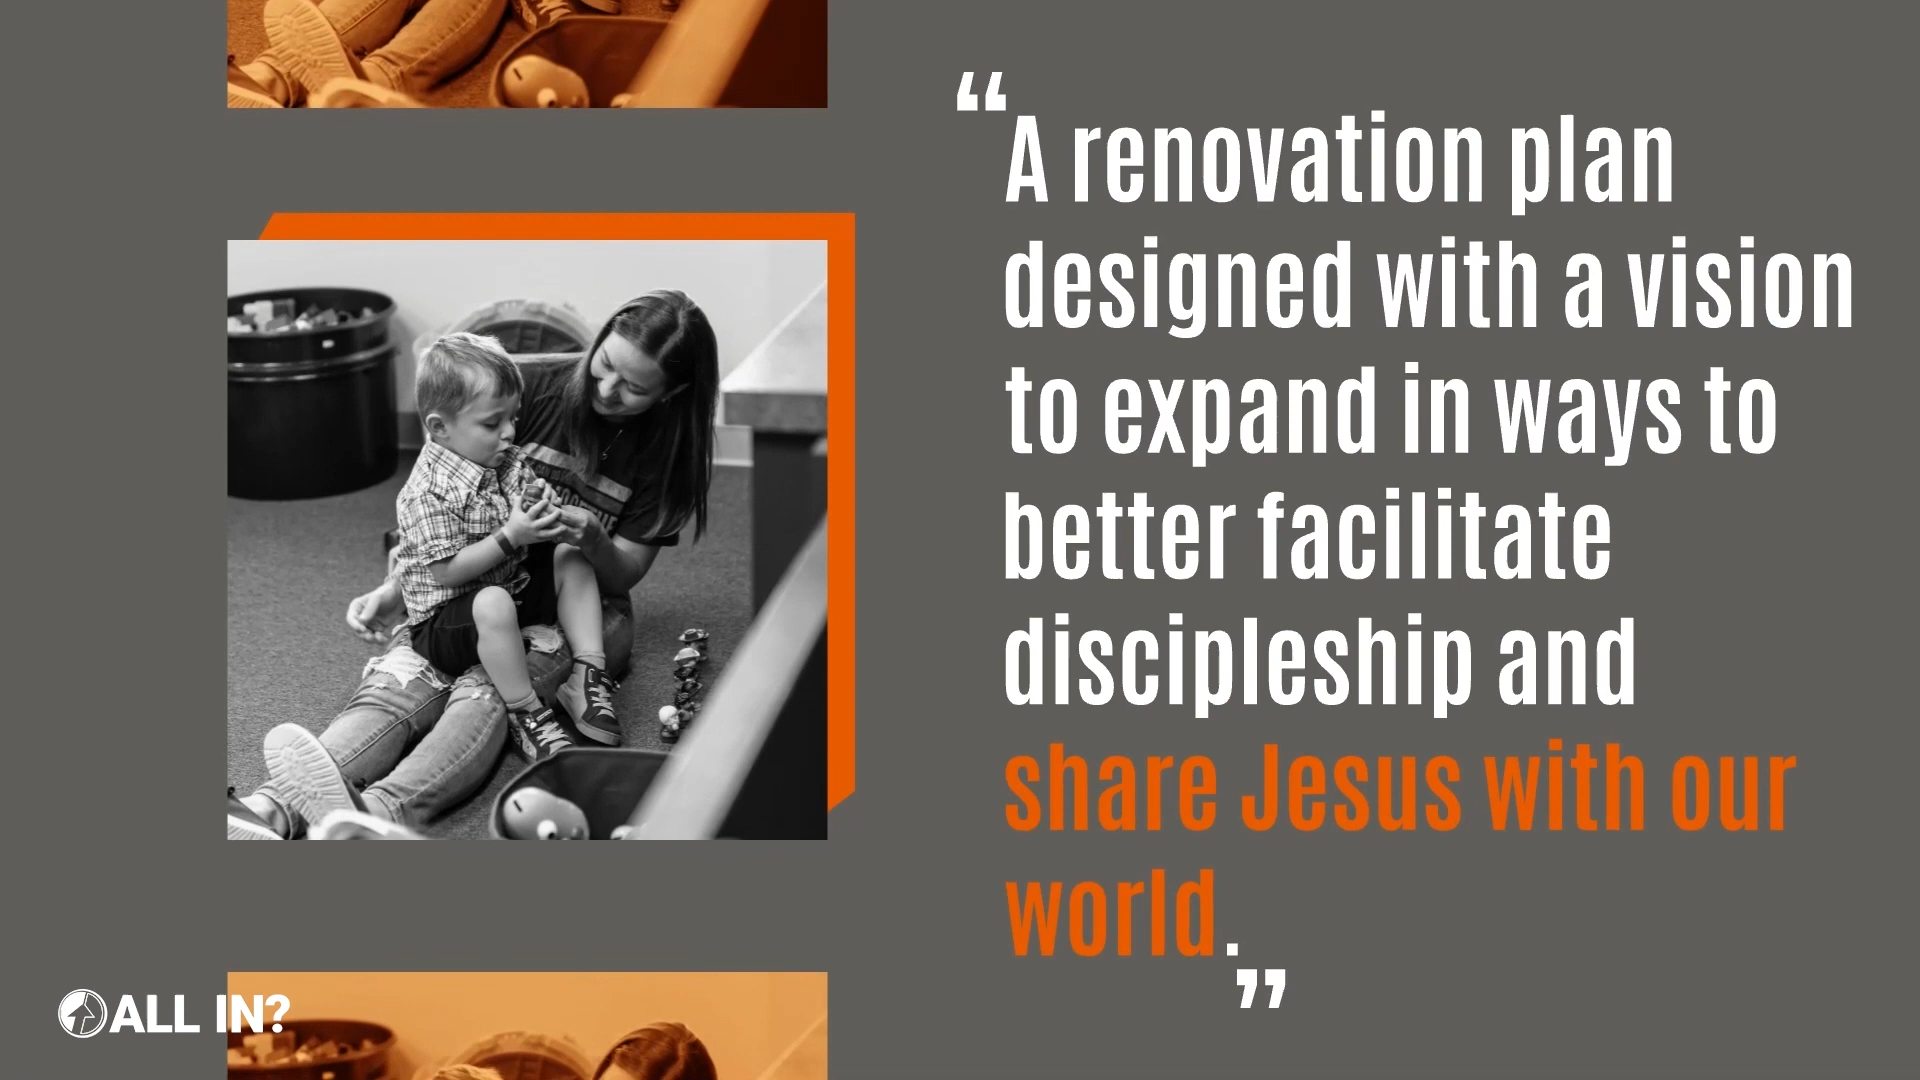 “A renovation plan
designed with a vision
to expand in ways to
better facilitate
discipleship and
share Jesus with our
world.”
ALL IN?